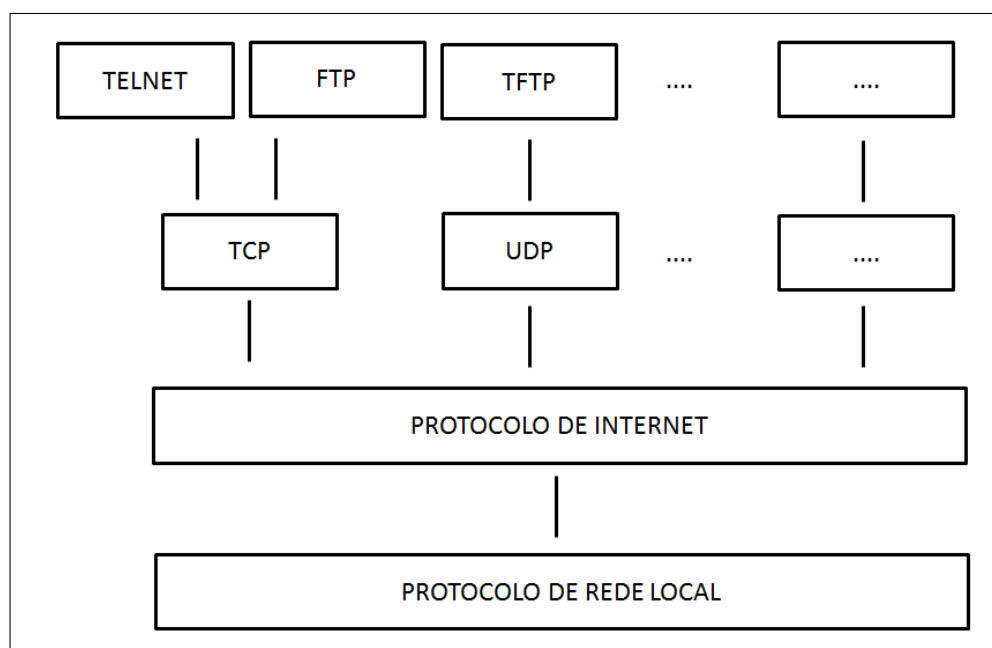 TELNET
FTP
TFTP
....
....
TCP
UDP
....
....
PROTOCOLO DE INTERNET
PROTOCOLO DE REDE LOCAL